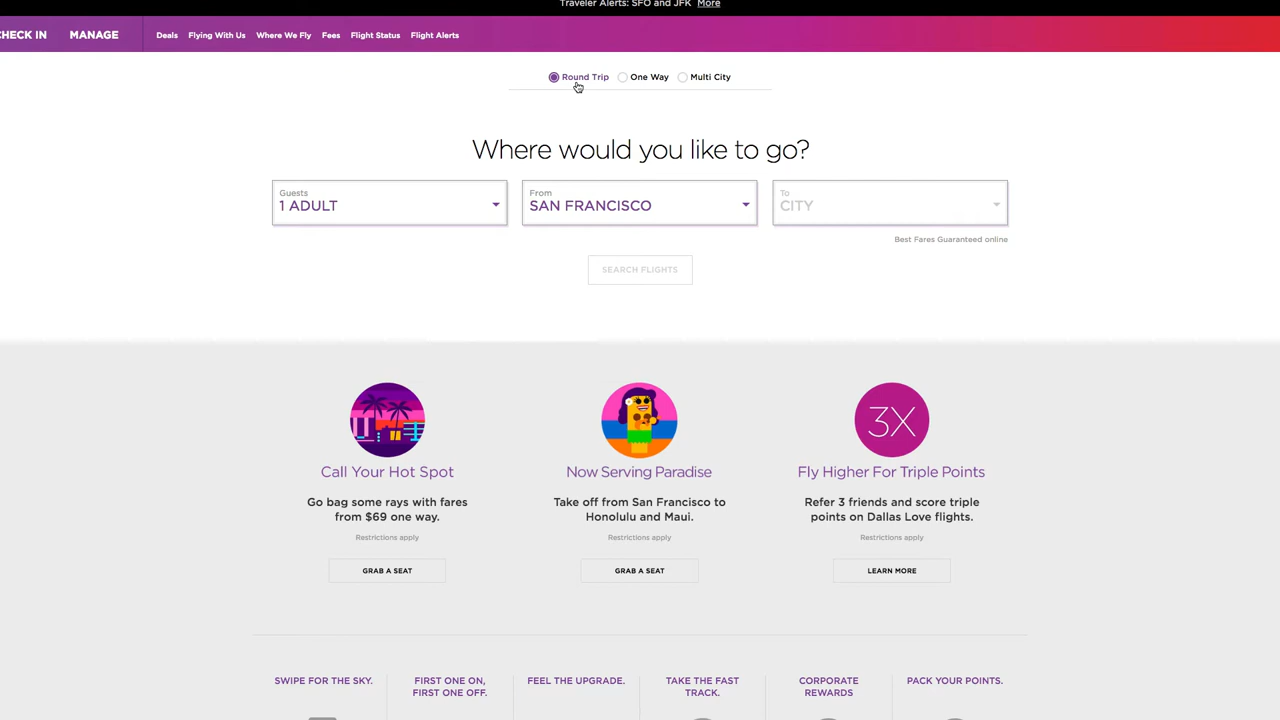 Traveler Alerts: SFO and JFK More
CHECK IN MANAGE Deals Flying With Us Where We Fly Fees Flight Status Flight Alerts
Round Trip One Way Multi City
Where would you like to go?
Guests
1 ADULT
From
SAN FRANCISCO
To
CITY
Best Fares Guaranteed online
SEARCH FLIGHTS
Call Your Hot Spot
Go bag some rays with fares
from $69 one way.
Restrictions apply
GRAB A SEAT
Now Serving Paradise
Take off from San Francisco to
Honolulu and Maui.
Restrictions apply
GRAB A SEAT
3X
Fly Higher For Triple Points
Refer 3 friends and score triple
points on Dallas Love flights.
Restrictions apply
LEARN MORE
SWIPE FOR THE SKY.
FIRST ONE ON,
FIRST ONE OFF.
FEEL THE UPGRADE.
TAKE THE FAST
TRACK.
CORPORATE
REWARDS
PACK YOUR POINTS.